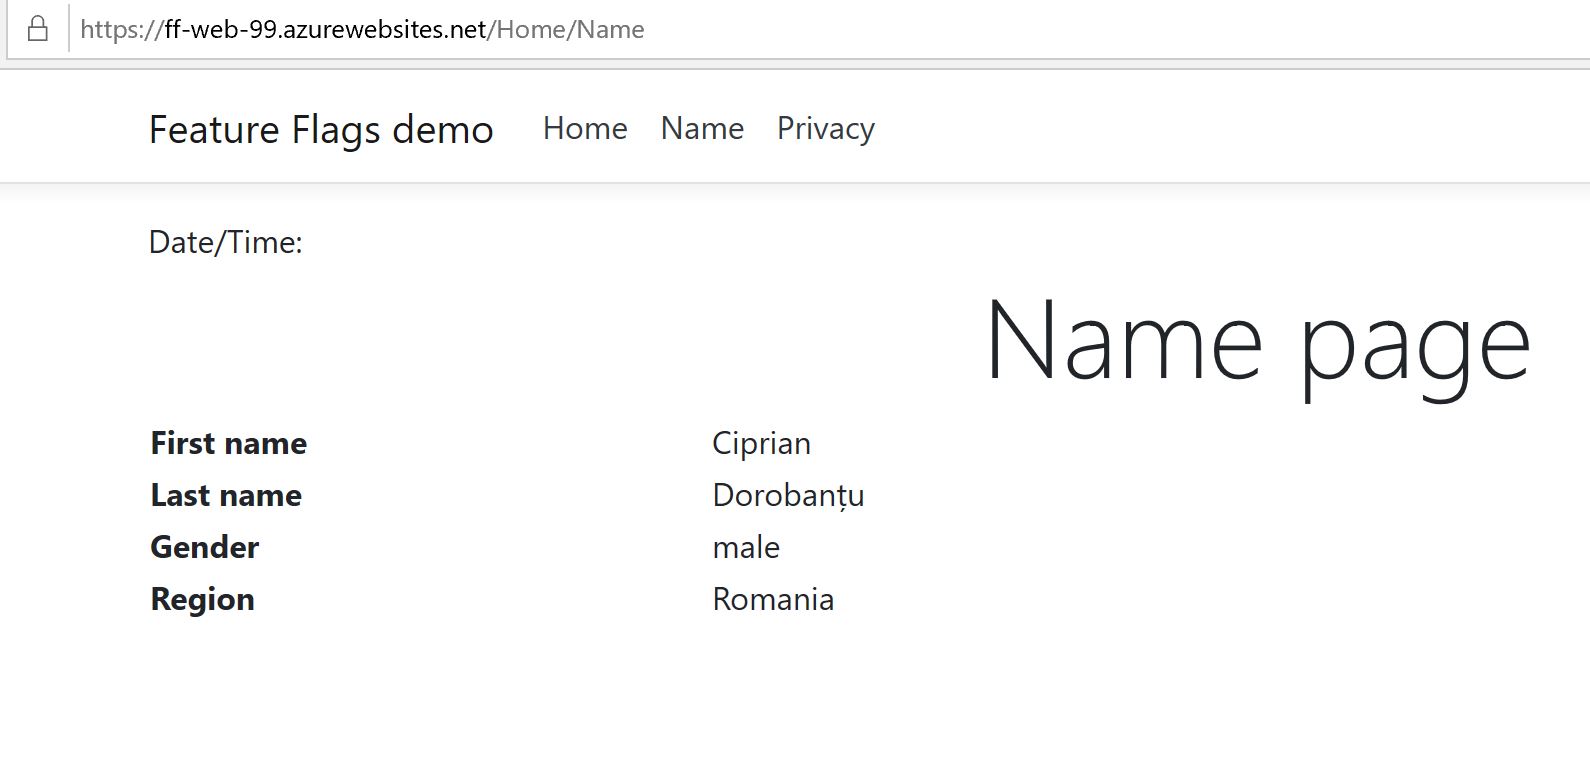 https://ff-web-99.azurewebsites.net/Home/Name
Feature Flags demo Home Name Privacy
Date/Time:
Name page
First name Ciprian
Last name Dorobanțu
Gender male
Region Romania